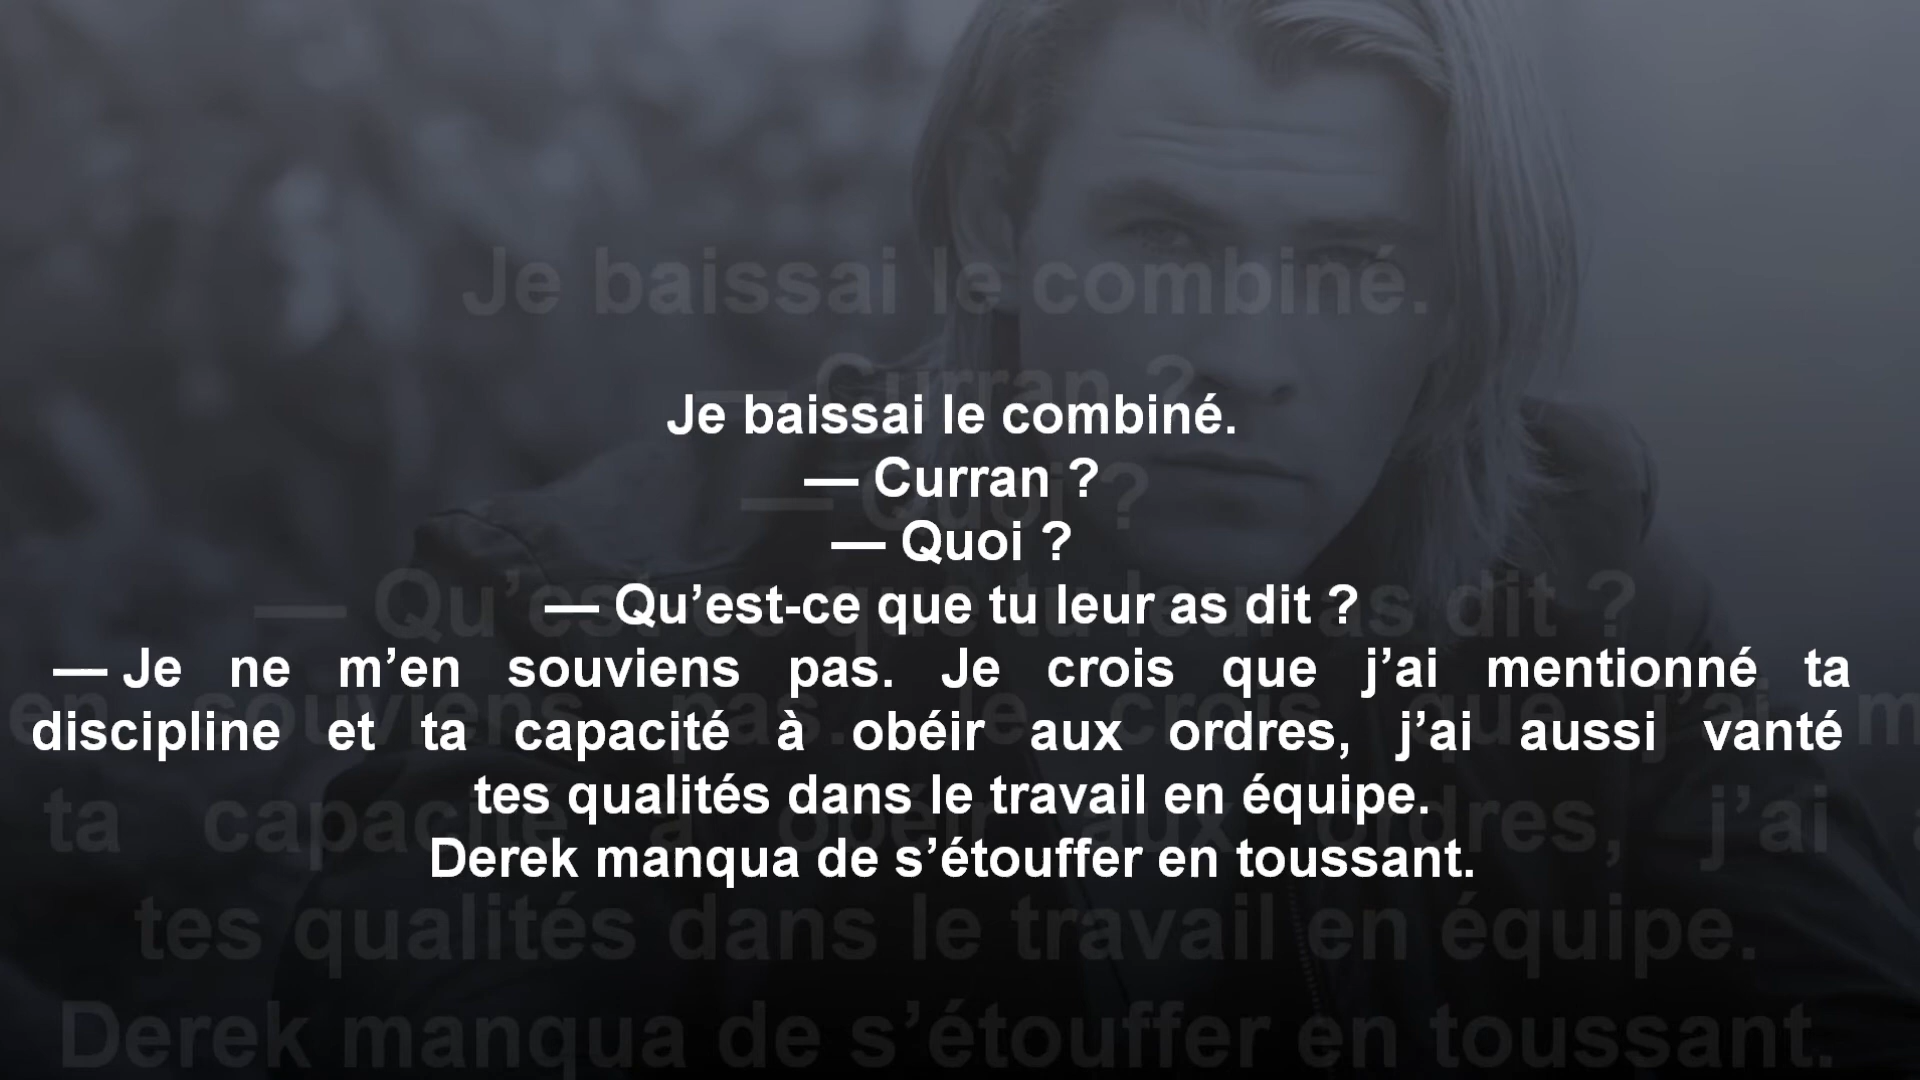 Je baissai le combiné.
— Curran ?
— Quoi ?
— Qu’est-ce que tu leur as dit ?
— Je ne m’en souviens pas. Je crois que j’ai mentionné ta
discipline et ta capacité à obéir aux ordres, j’ai aussi vanté
tes qualités dans le travail en équipe.
Derek manqua de s’étouffer en toussant.